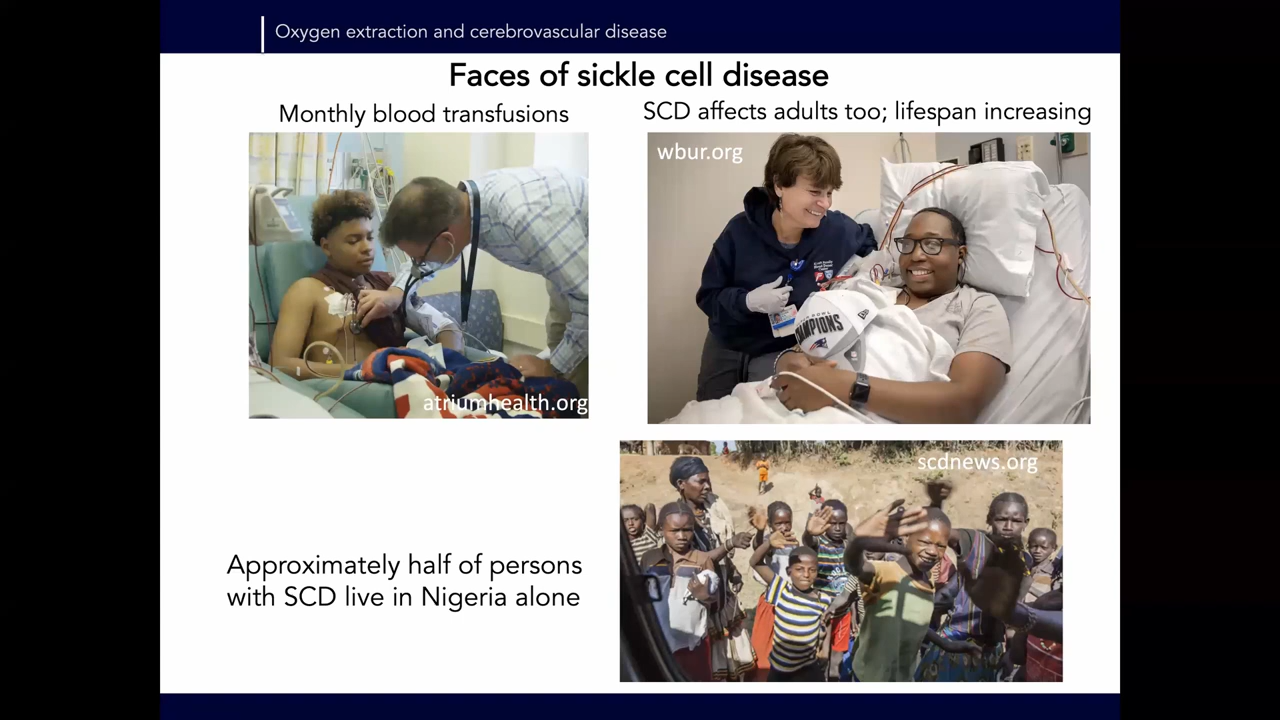 Oxygen extraction and cerebrovascular disease
Faces of sickle cell disease
Monthly blood transfusions
SCD affects adults too; lifespan increasing
atriumhealth.org
wbur.org
CHAMPIONS
Approximately half of persons
with SCD live in Nigeria alone
scdnews.org